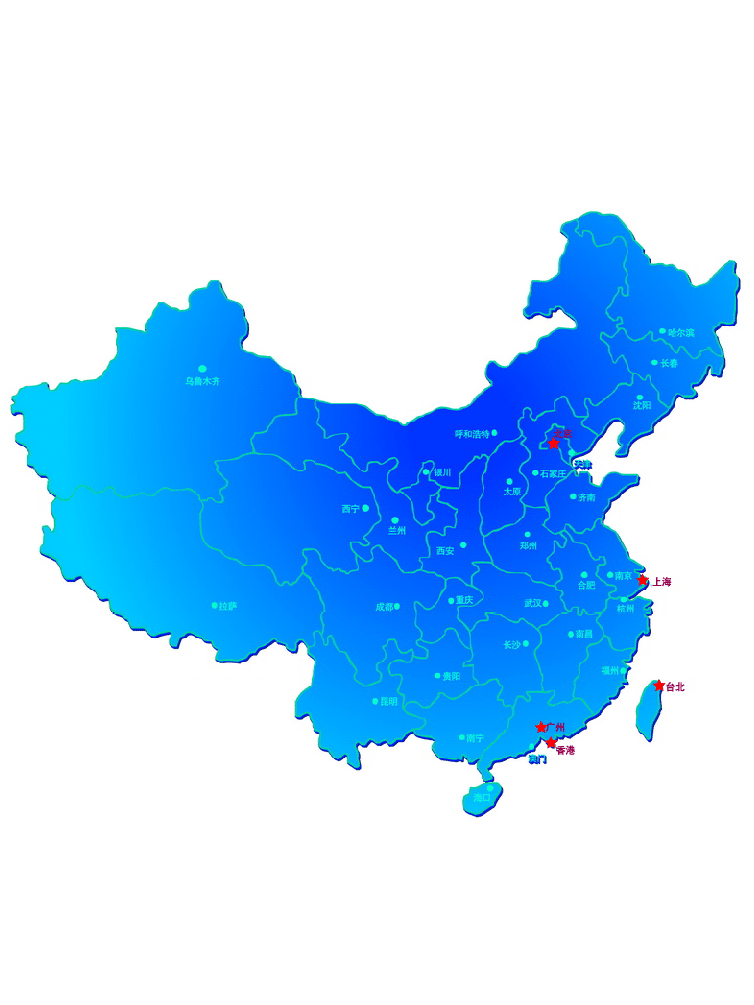 哈尔滨
长春
乌鲁木齐
沈阳
呼和浩特
北京
天津
银川
石家庄
太原
济南
西宁
兰州
郑州
西安
南京
上海
合肥
拉萨
成都
重庆
武汉
杭州
南昌
长沙
福州
贵阳
台北
昆明
广州
南宁
香港
澳门
海口